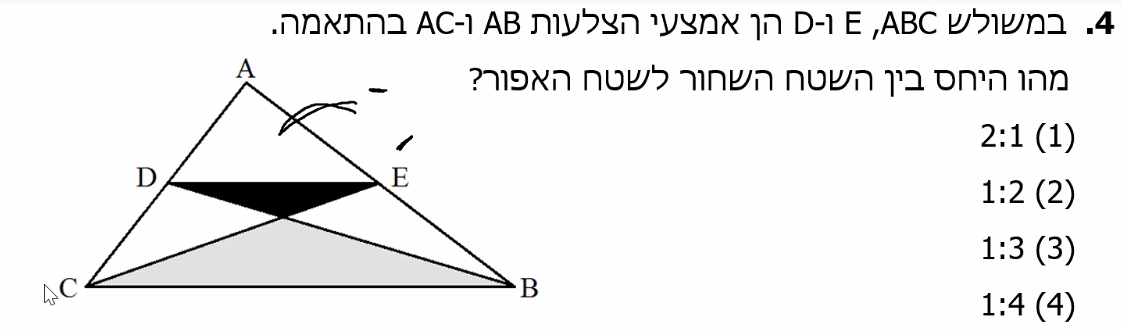 4. במשולש ABC, E ו-D הן אמצעי הצלעות AB ו-AC בהתאמה.
מהו היחס בין השטח השחור לשטח האפור?
(1) 2:1
(2) 1:2
(3) 1:3
(4) 1:4
A
D
E
C
B